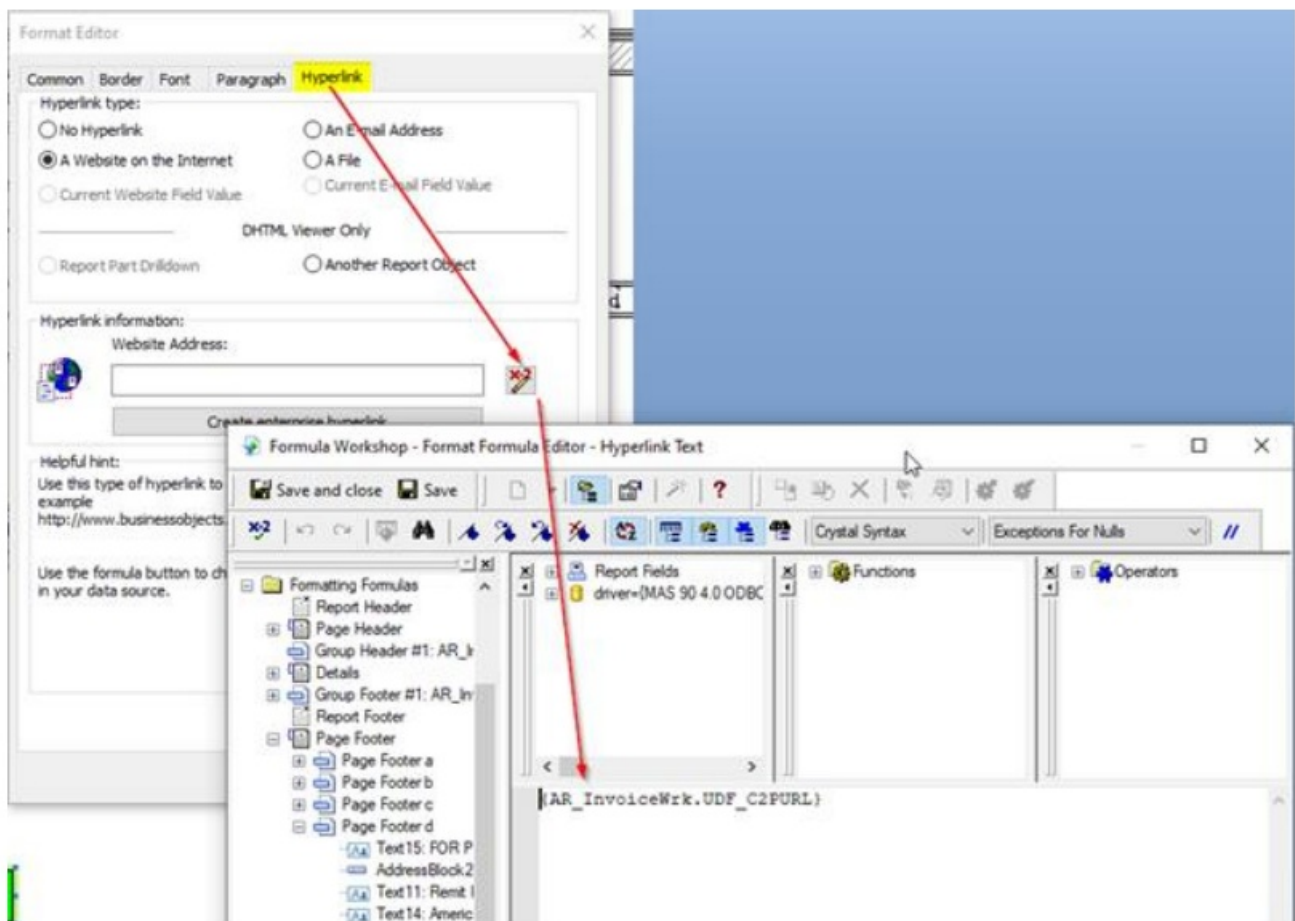 Format Editor
Common Border Font Paragraph Hyperlink
Hyperlink type:
No Hyperlink An E-mail Address
A Website on the Internet A File
Current Website Field Value Current E-mail Field Value
DHTML Viewer Only
Report Part Drilldown Another Report Object
d
Hyperlink information:
Website Address:
x-2
Create enterprise hyperlink
Formula Workshop - Format Formula Editor - Hyperlink Text
Helpful hint:
Use this type of hyperlink to
example
http://www.businessobjects
Use the formula button to ch
in your data source.
Save and close Save ?
x-2 Crystal Syntax Exceptions For Nulls //
Formatting Formulas
Report Header
Page Header
Group Header #1: AR_I
Details
Group Footer #1: AR_In
Report Footer
Page Footer
Page Footer a
Page Footer b
Page Footer c
Page Footer d
Text15: FOR P
AddressBlock2
Text11: Remit
Text14: Americ
Report Fields
driver={MAS 90 4.0 ODBC
Functions
Operators
{AR_InvoiceWrk.UDF_C2PURL}